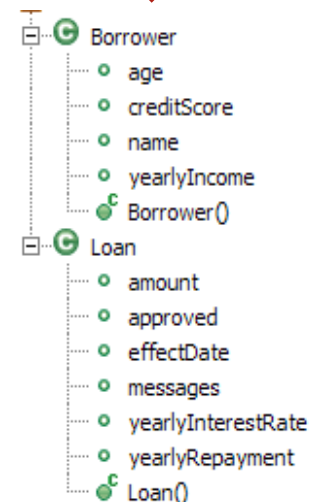 Borrower
age
creditScore
name
yearlyIncome
Borrower()
Loan
amount
approved
effectDate
messages
yearlyInterestRate
yearlyRepayment
Loan()